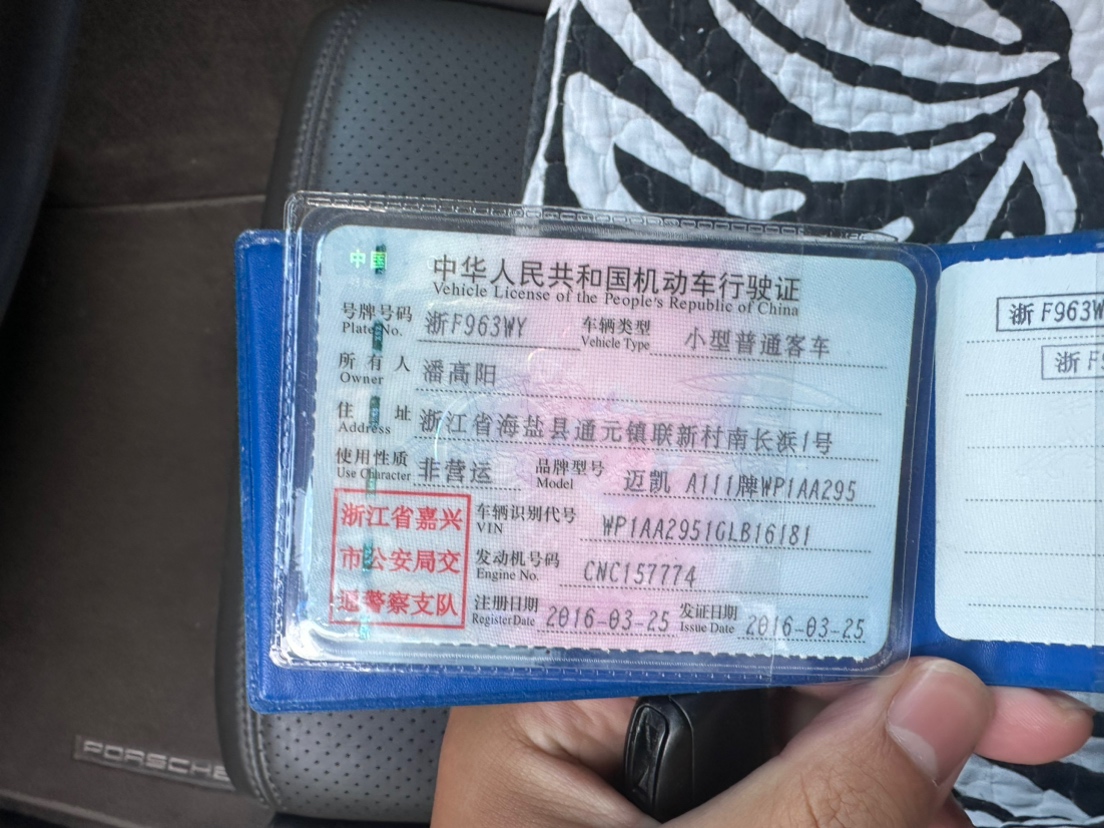 中国
中华人民共和国机动车行驶证
Vehicle License of the People's Republic of China
号牌号码 浙F963WY 车辆类型 小型普通客车
Plate No. Vehicle Type
所有人 潘高阳
Owner
住址 浙江省海盐县通元镇联新村南长浜1号
Address
使用性质 非营运 品牌型号 迈凯 A111牌WP1AA295
Use Character Model
浙江省嘉兴
市公安局交
通警察支队
车辆识别代号 WP1AA2951GLB16181
VIN
发动机号码 CNC157774
Engine No.
注册日期 2016-03-25 发证日期 2016-03-25
Register Date Issue Date
浙 F963W
浙 F9
PORSCHE